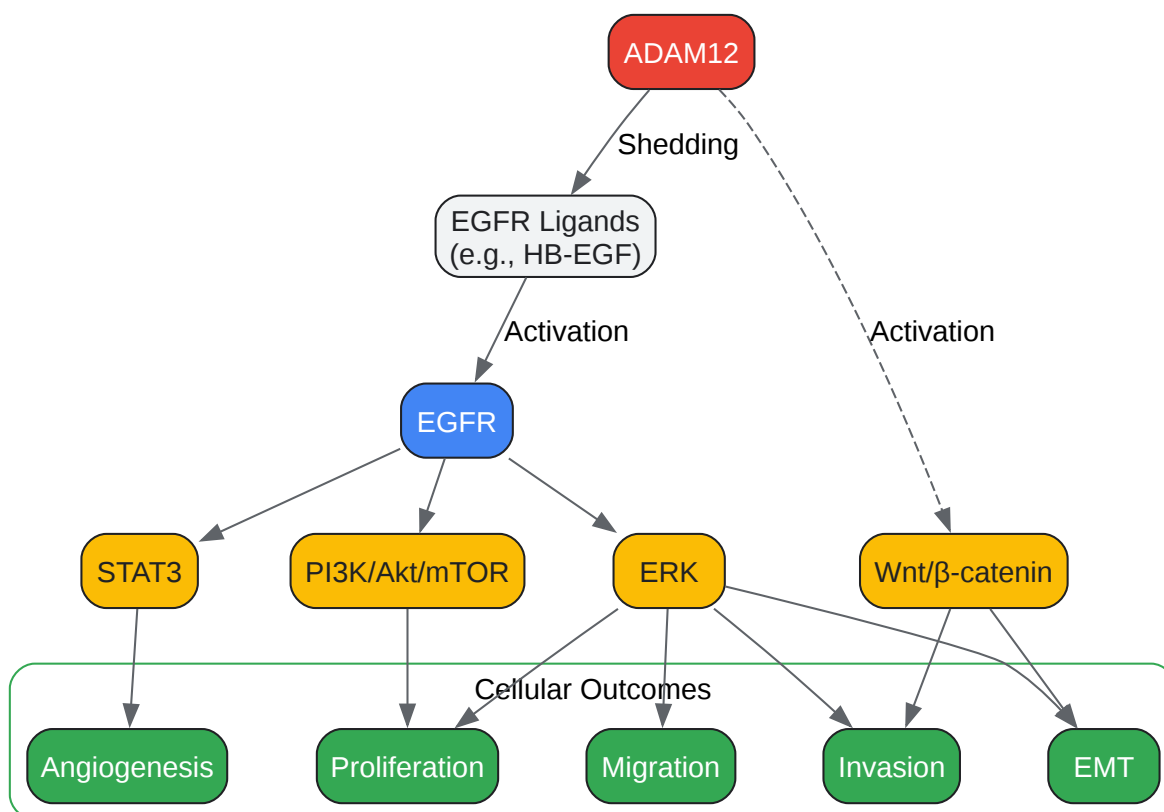 ADAM12
Shedding
EGFR Ligands
(e.g., HB-EGF)
Activation
Activation
EGFR
STAT3
PI3K/Akt/mTOR
ERK
Wnt/β-catenin
Cellular Outcomes
Angiogenesis
Proliferation
Migration
Invasion
EMT